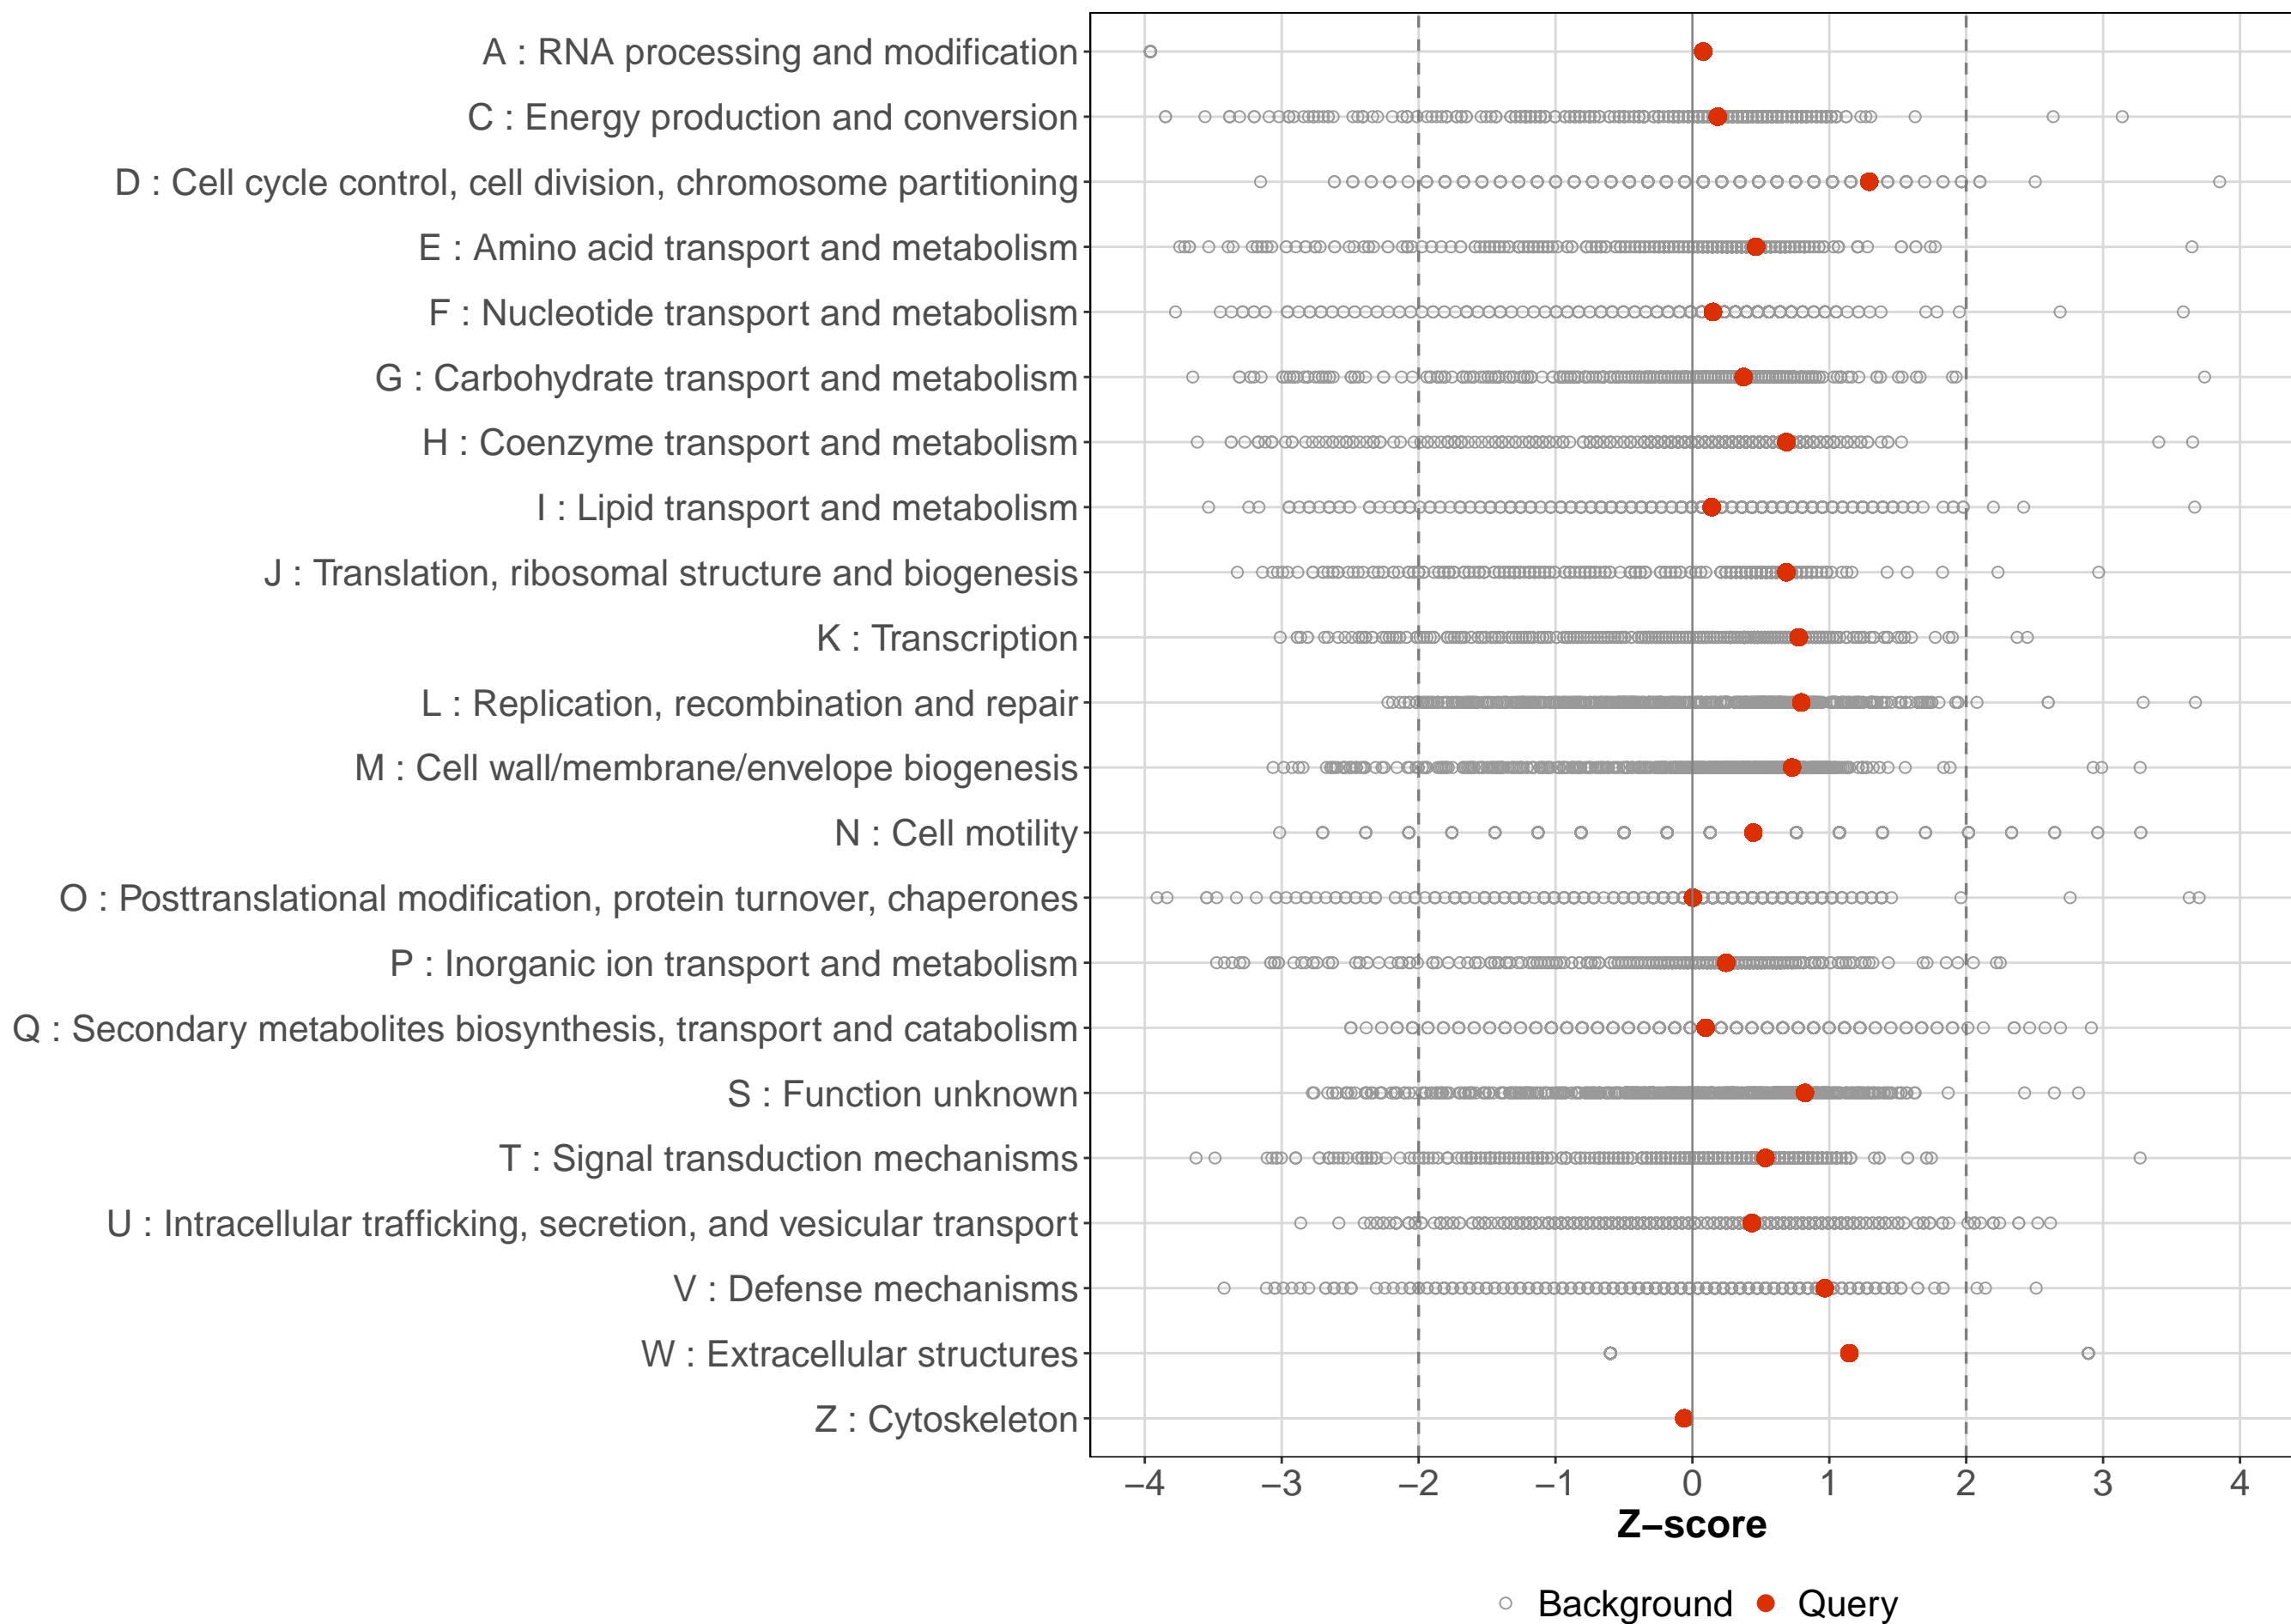 A : RNA processing and modification
C : Energy production and conversion
D : Cell cycle control, cell division, chromosome partitioning
E : Amino acid transport and metabolism
F : Nucleotide transport and metabolism
G : Carbohydrate transport and metabolism
H : Coenzyme transport and metabolism
I : Lipid transport and metabolism
J : Translation, ribosomal structure and biogenesis
K : Transcription
L : Replication, recombination and repair
M : Cell wall/membrane/envelope biogenesis
N : Cell motility
O : Posttranslational modification, protein turnover, chaperones
P : Inorganic ion transport and metabolism
Q : Secondary metabolites biosynthesis, transport and catabolism
S : Function unknown
T : Signal transduction mechanisms
U : Intracellular trafficking, secretion, and vesicular transport
V : Defense mechanisms
W : Extracellular structures
Z : Cytoskeleton
−4 −3 −2 −1 0 1 2 3 4
Z−score
Background Query